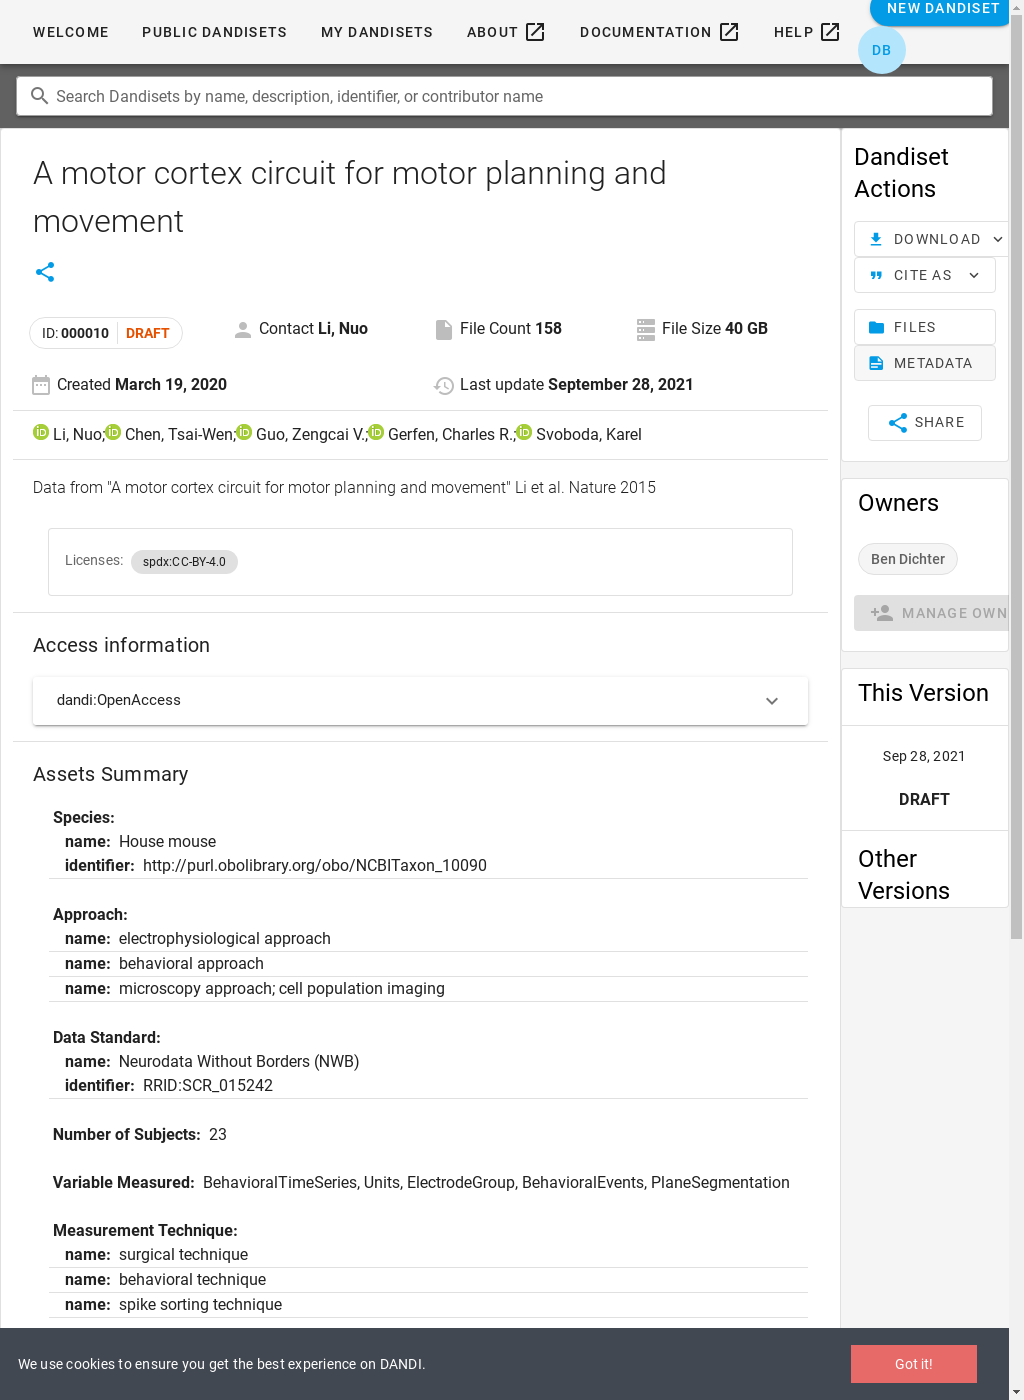 WELCOME PUBLIC DANDISETS MY DANDISETS ABOUT DOCUMENTATION HELP NEW DANDISET
DB
Search Dandisets by name, description, identifier, or contributor name
A motor cortex circuit for motor planning and
movement
ID: 000010 DRAFT Contact Li, Nuo File Count 158 File Size 40 GB
Created March 19, 2020 Last update September 28, 2021
iD Li, Nuo; iD Chen, Tsai-Wen; iD Guo, Zengcai V.; iD Gerfen, Charles R.; iD Svoboda, Karel
Data from "A motor cortex circuit for motor planning and movement" Li et al. Nature 2015
Licenses: spdx:CC-BY-4.0
Access information
dandi:OpenAccess
Assets Summary
Species:
name: House mouse
identifier: http://purl.obolibrary.org/obo/NCBITaxon_10090
Approach:
name: electrophysiological approach
name: behavioral approach
name: microscopy approach; cell population imaging
Data Standard:
name: Neurodata Without Borders (NWB)
identifier: RRID:SCR_015242
Number of Subjects: 23
Variable Measured: BehavioralTimeSeries, Units, ElectrodeGroup, BehavioralEvents, PlaneSegmentation
Measurement Technique:
name: surgical technique
name: behavioral technique
name: spike sorting technique
Dandiset
Actions
DOWNLOAD
CITE AS
FILES
METADATA
SHARE
Owners
Ben Dichter
MANAGE OWN
This Version
Sep 28, 2021
DRAFT
Other
Versions
We use cookies to ensure you get the best experience on DANDI. Got it!